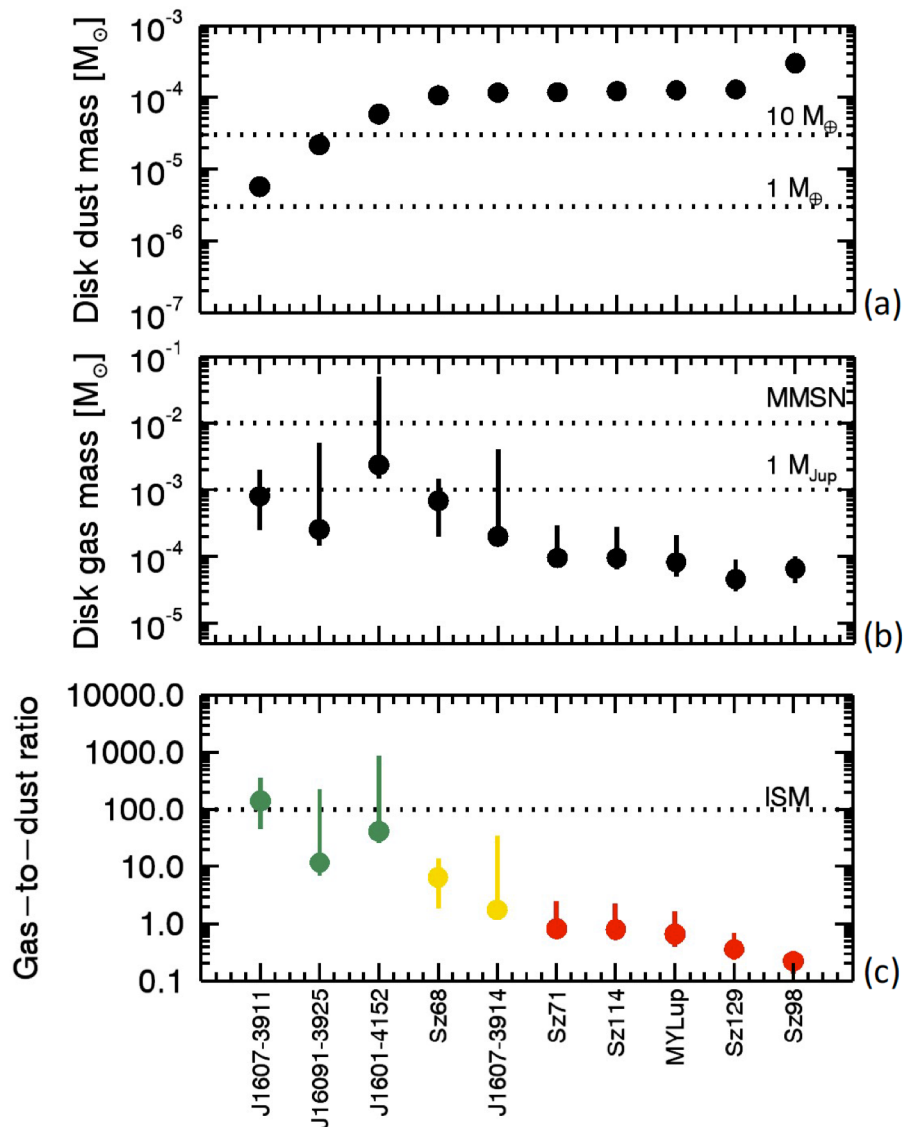 Disk dust mass [M☉]
10⁻³
10⁻⁴
10⁻⁵
10⁻⁶
10⁻⁷
10 M⊕
1 M⊕
(a)
Disk gas mass [M☉]
10⁻¹
10⁻²
10⁻³
10⁻⁴
10⁻⁵
MMSN
1 MJup
(b)
Gas−to−dust ratio
10000.0
1000.0
100.0
10.0
1.0
0.1
ISM
(c)
J1607-3911
J16091-3925
J1601-4152
Sz68
J1607-3914
Sz71
Sz114
MYLup
Sz129
Sz98